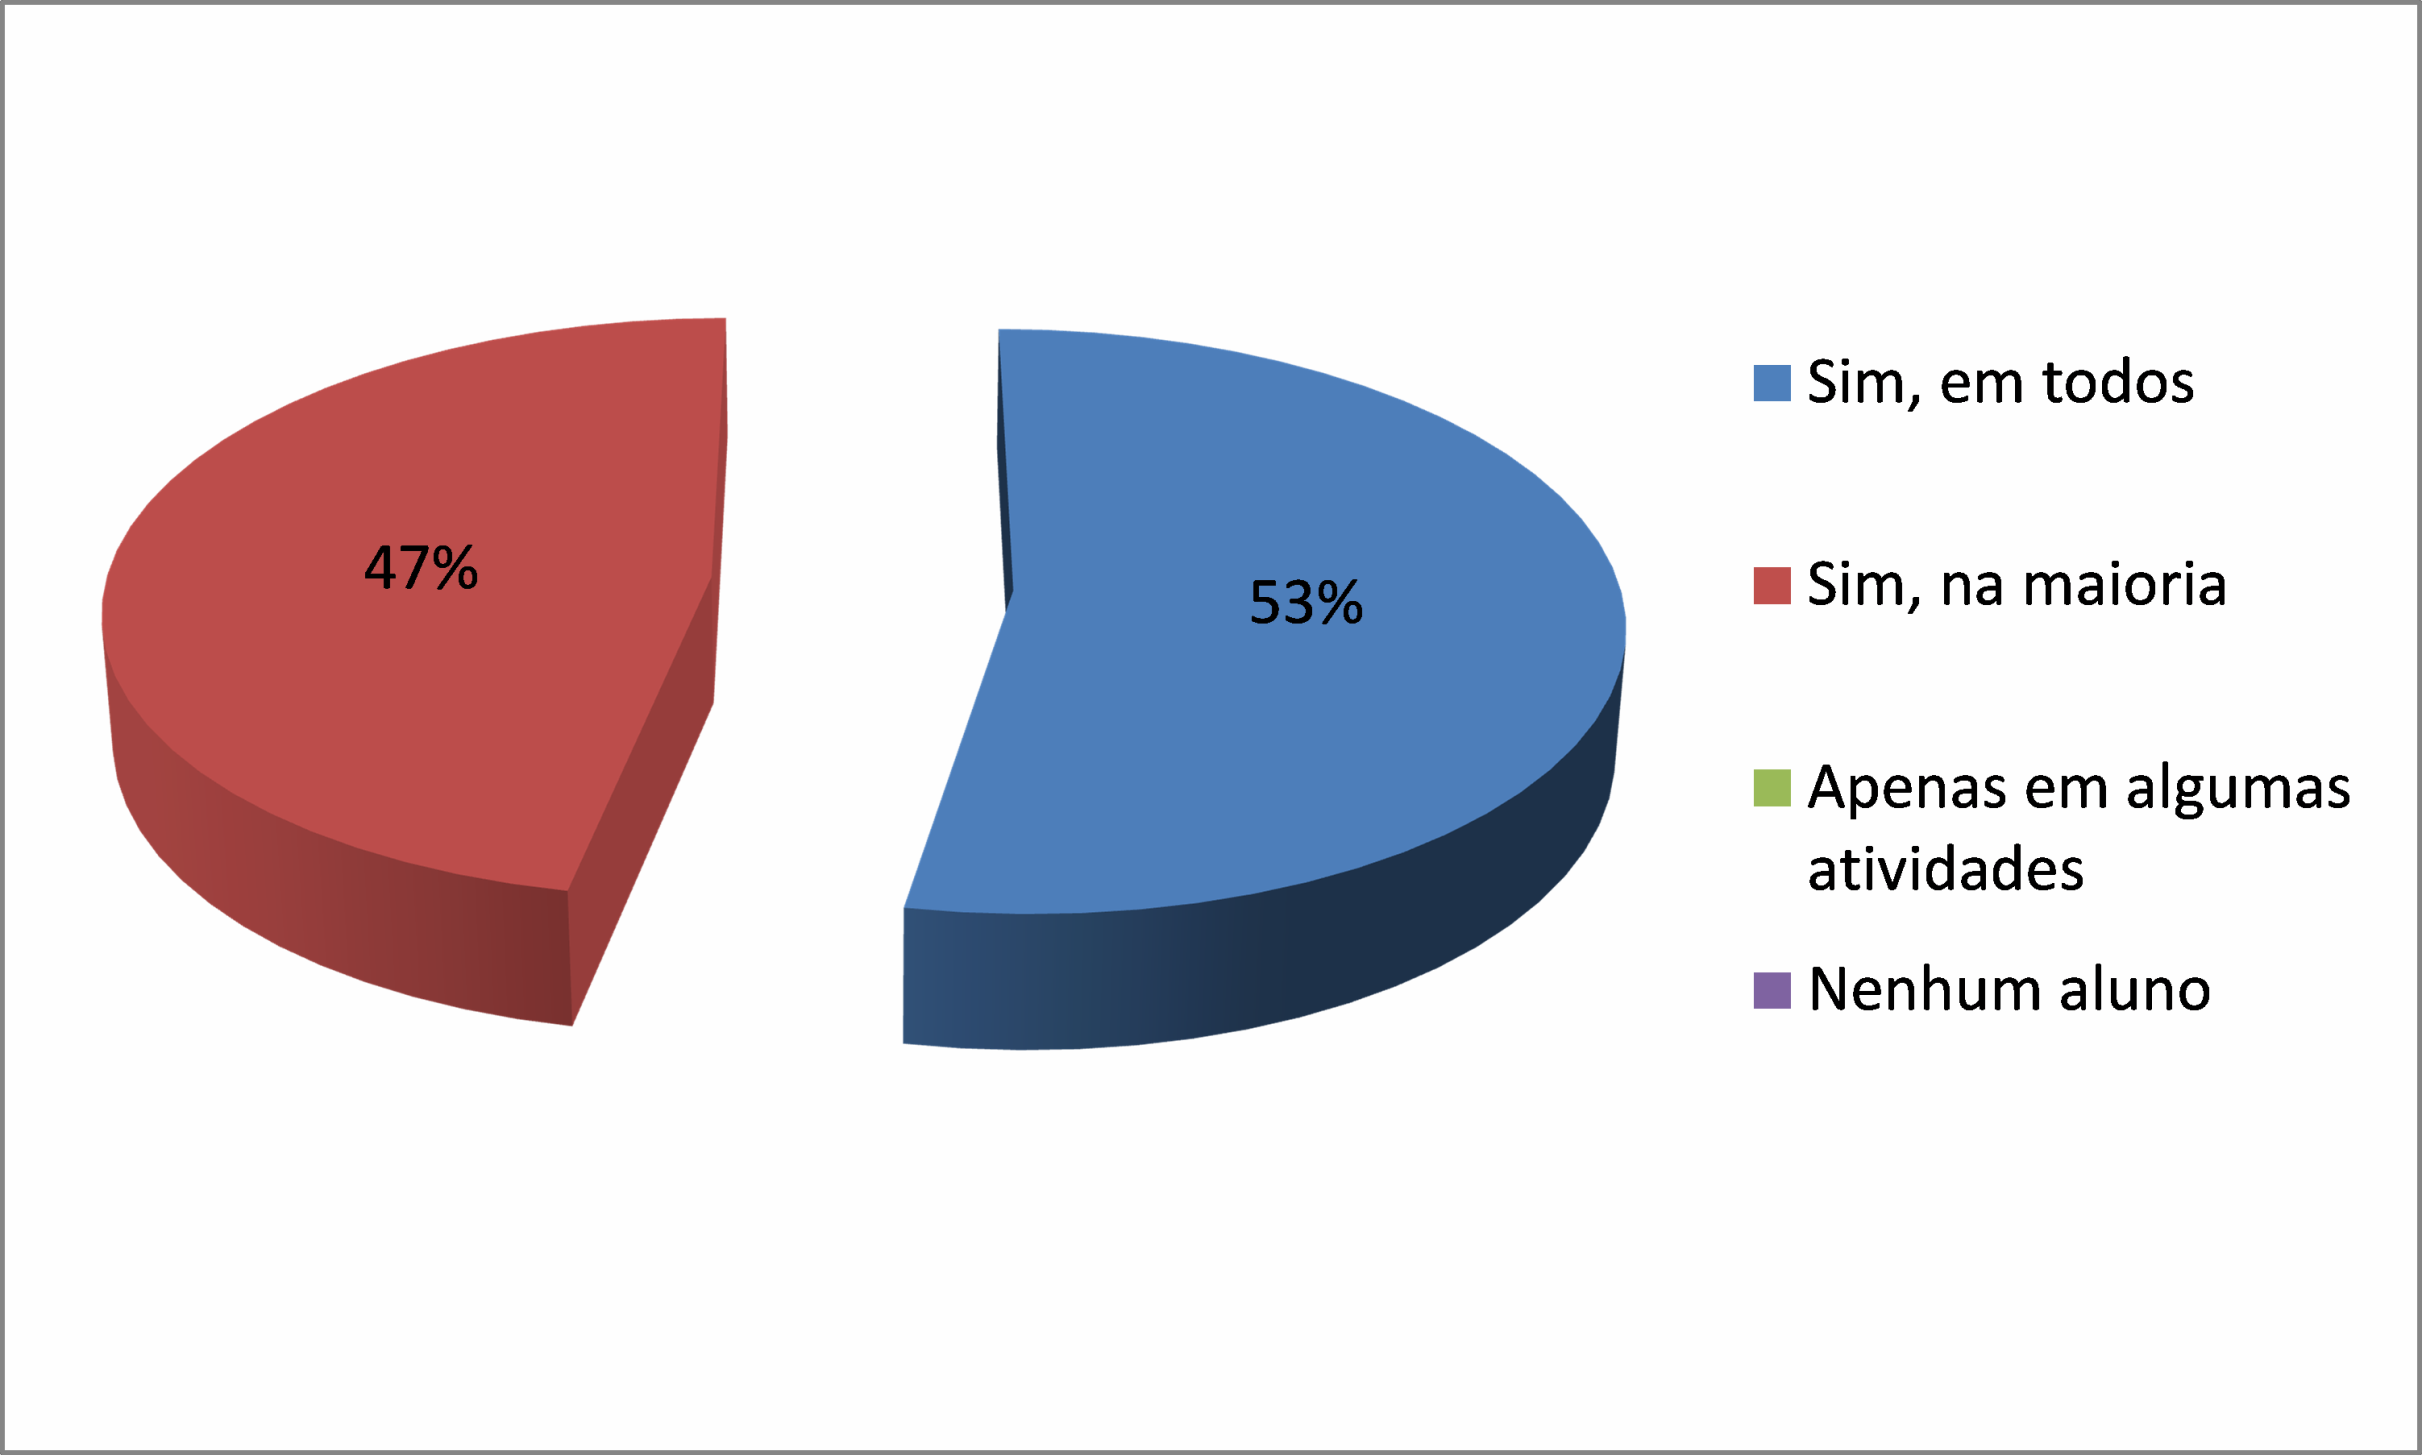 47%
53%
Sim, em todos
Sim, na maioria
Apenas em algumas
atividades
Nenhum aluno